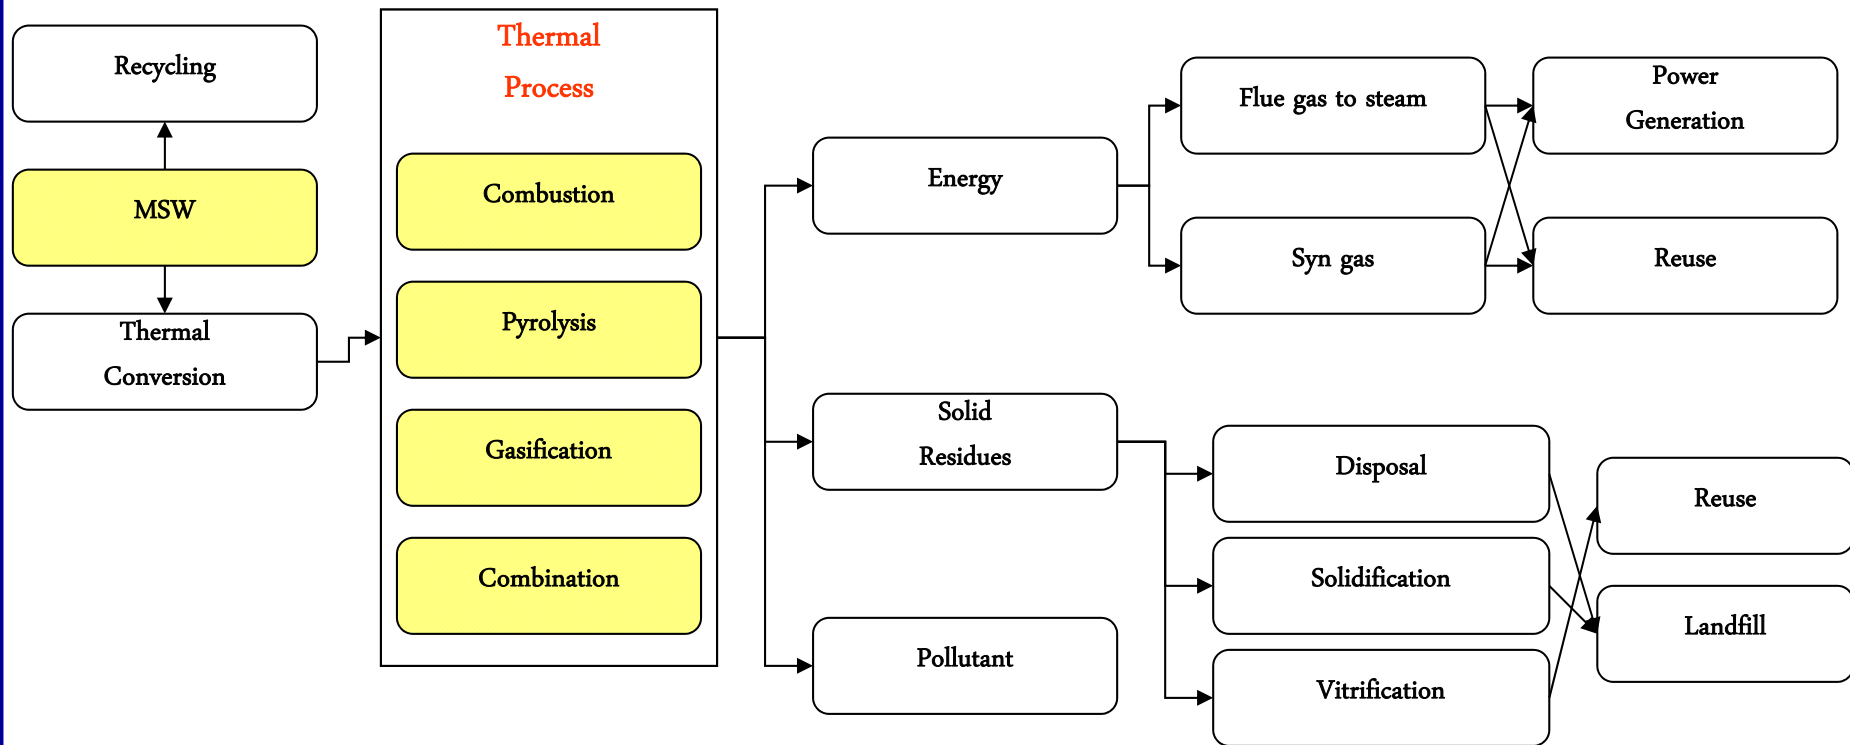 Recycling
MSW
Thermal
Conversion
Thermal
Process
Combustion
Pyrolysis
Gasification
Combination
Energy
Solid
Residues
Pollutant
Flue gas to steam
Syn gas
Power
Generation
Reuse
Disposal
Solidification
Vitrification
Reuse
Landfill